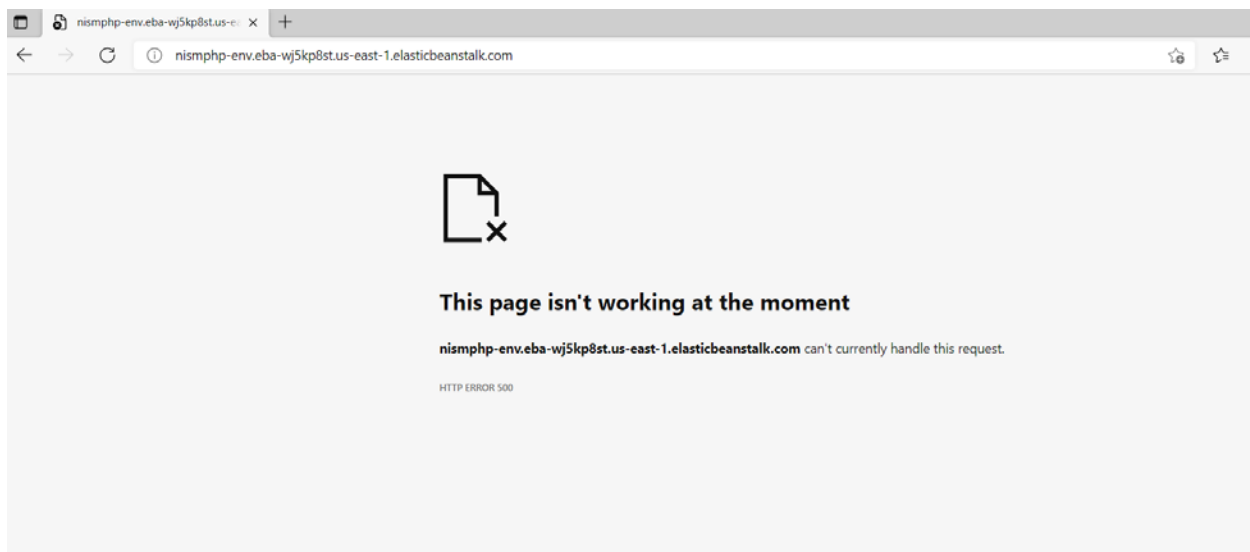 nismphp-env.eba-wj5kp8st.us-e
nismphp-env.eba-wj5kp8st.us-east-1.elasticbeanstalk.com
This page isn't working at the moment
nismphp-env.eba-wj5kp8st.us-east-1.elasticbeanstalk.com can't currently handle this request.
HTTP ERROR 500